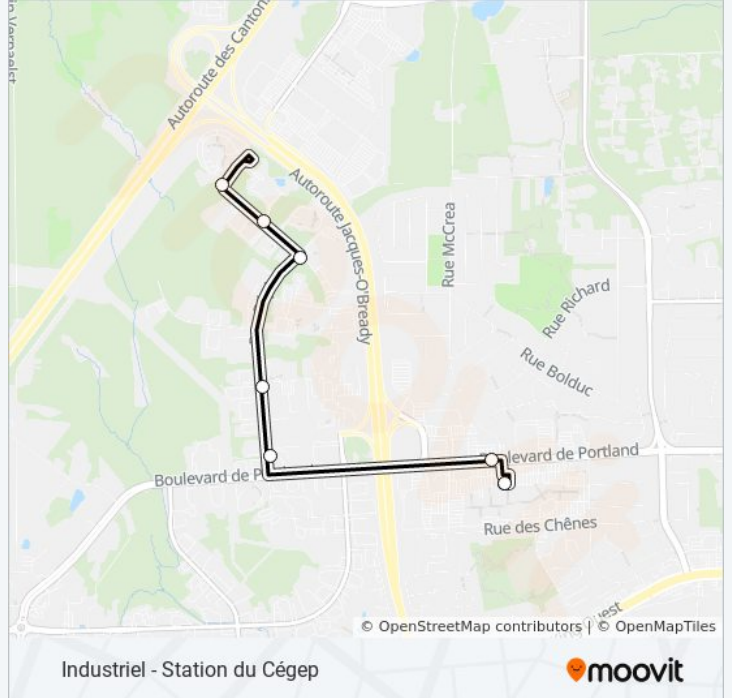 Autoroute des Canton
Autoroute Jacques-O'Bready
Rue McCrea
Rue Richard
Rue Bolduc
Boulevard de Portland
Boulevard de P
Rue des Chênes
© OpenStreetMap contributors | © OpenMapTiles
Industriel - Station du Cégep
moovit